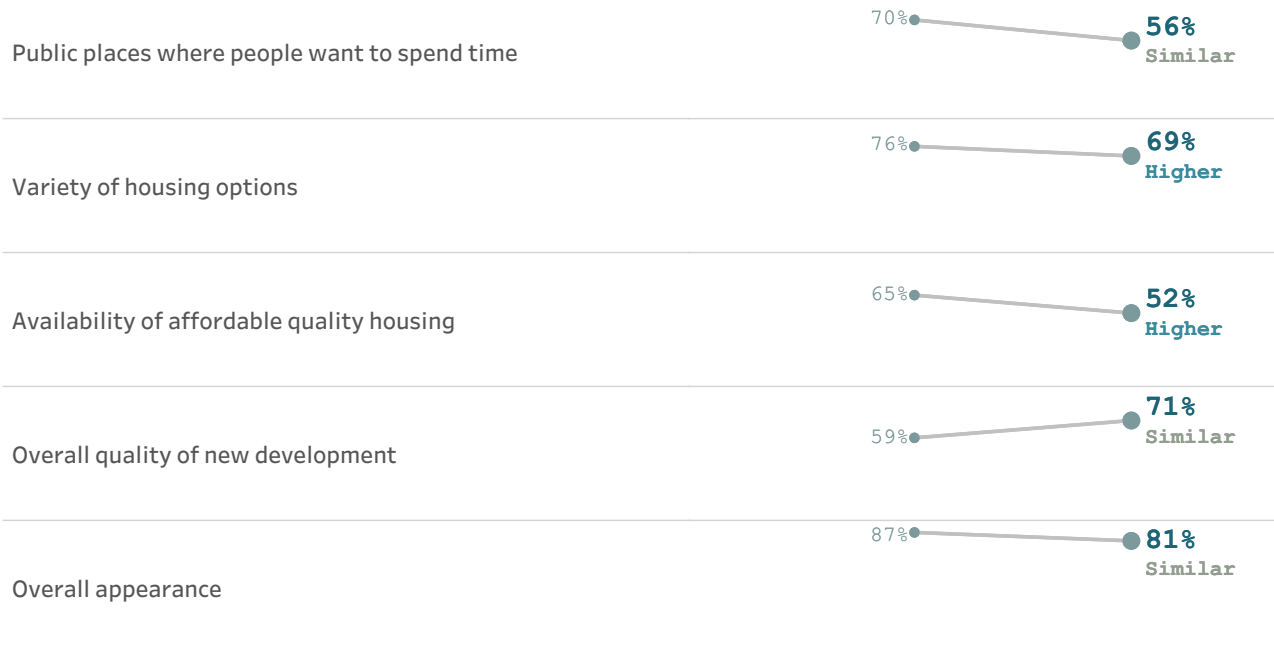 70%
56%
Public places where people want to spend time
Similar
76%
69%
Higher
Variety of housing options
65%
52%
Availability of affordable quality housing
Higher
71%
59%
Similar
Overall quality of new development
87%
81%
Similar
Overall appearance